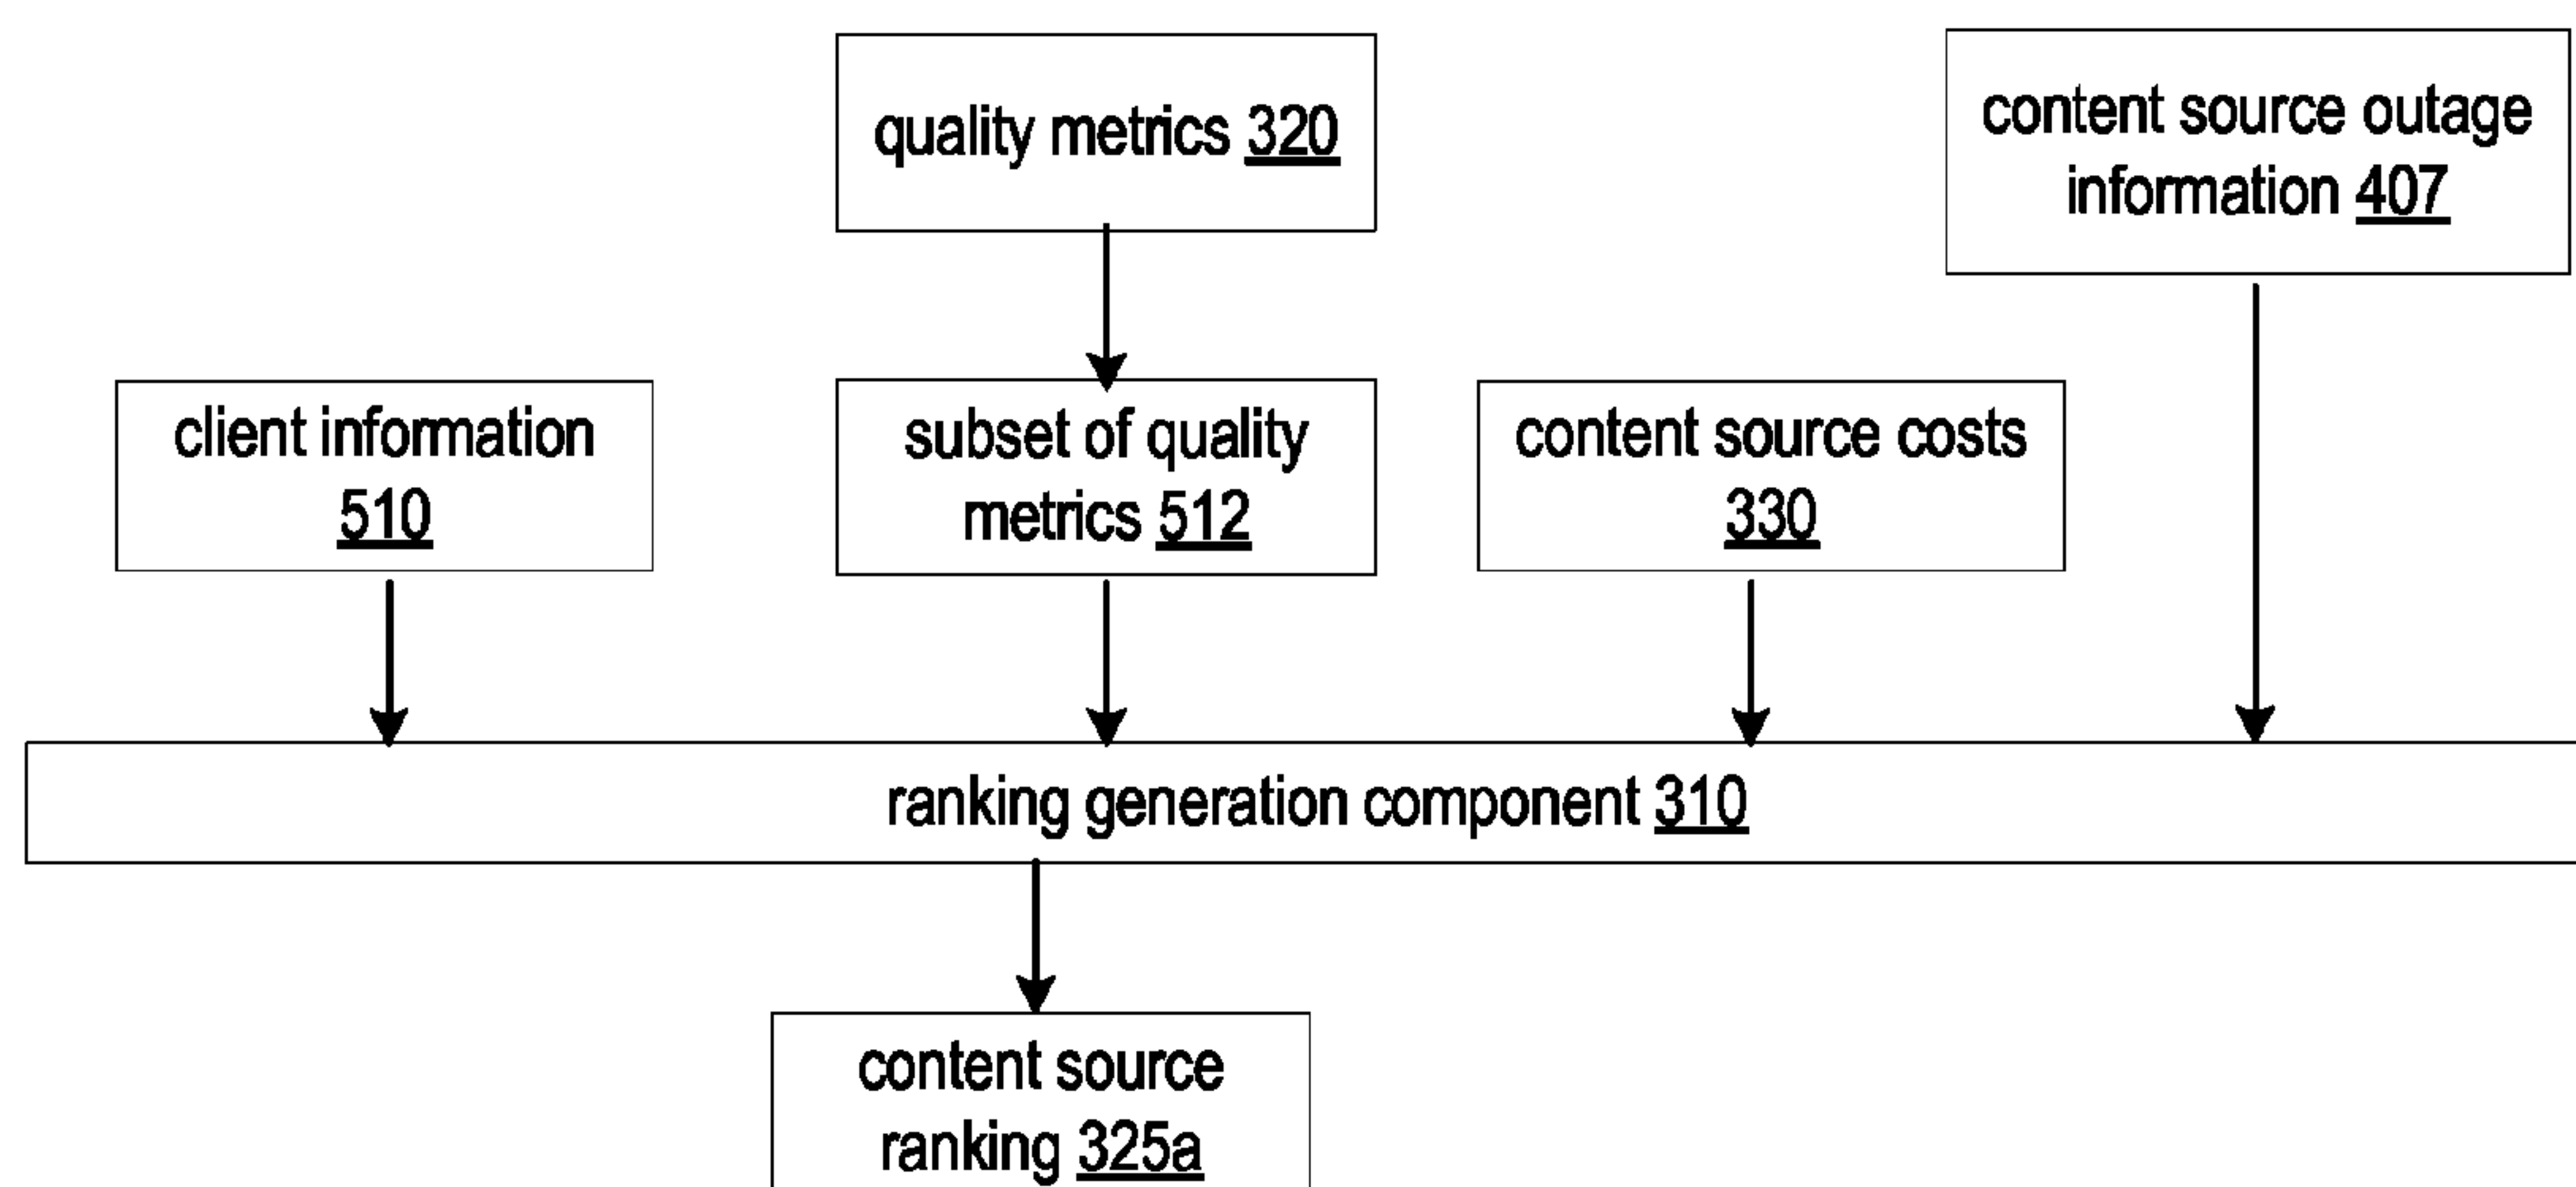 quality metrics 320
content source outage
information 407
client information
510
subset of quality
metrics 512
content source costs
330
ranking generation component 310
content source
ranking 325a